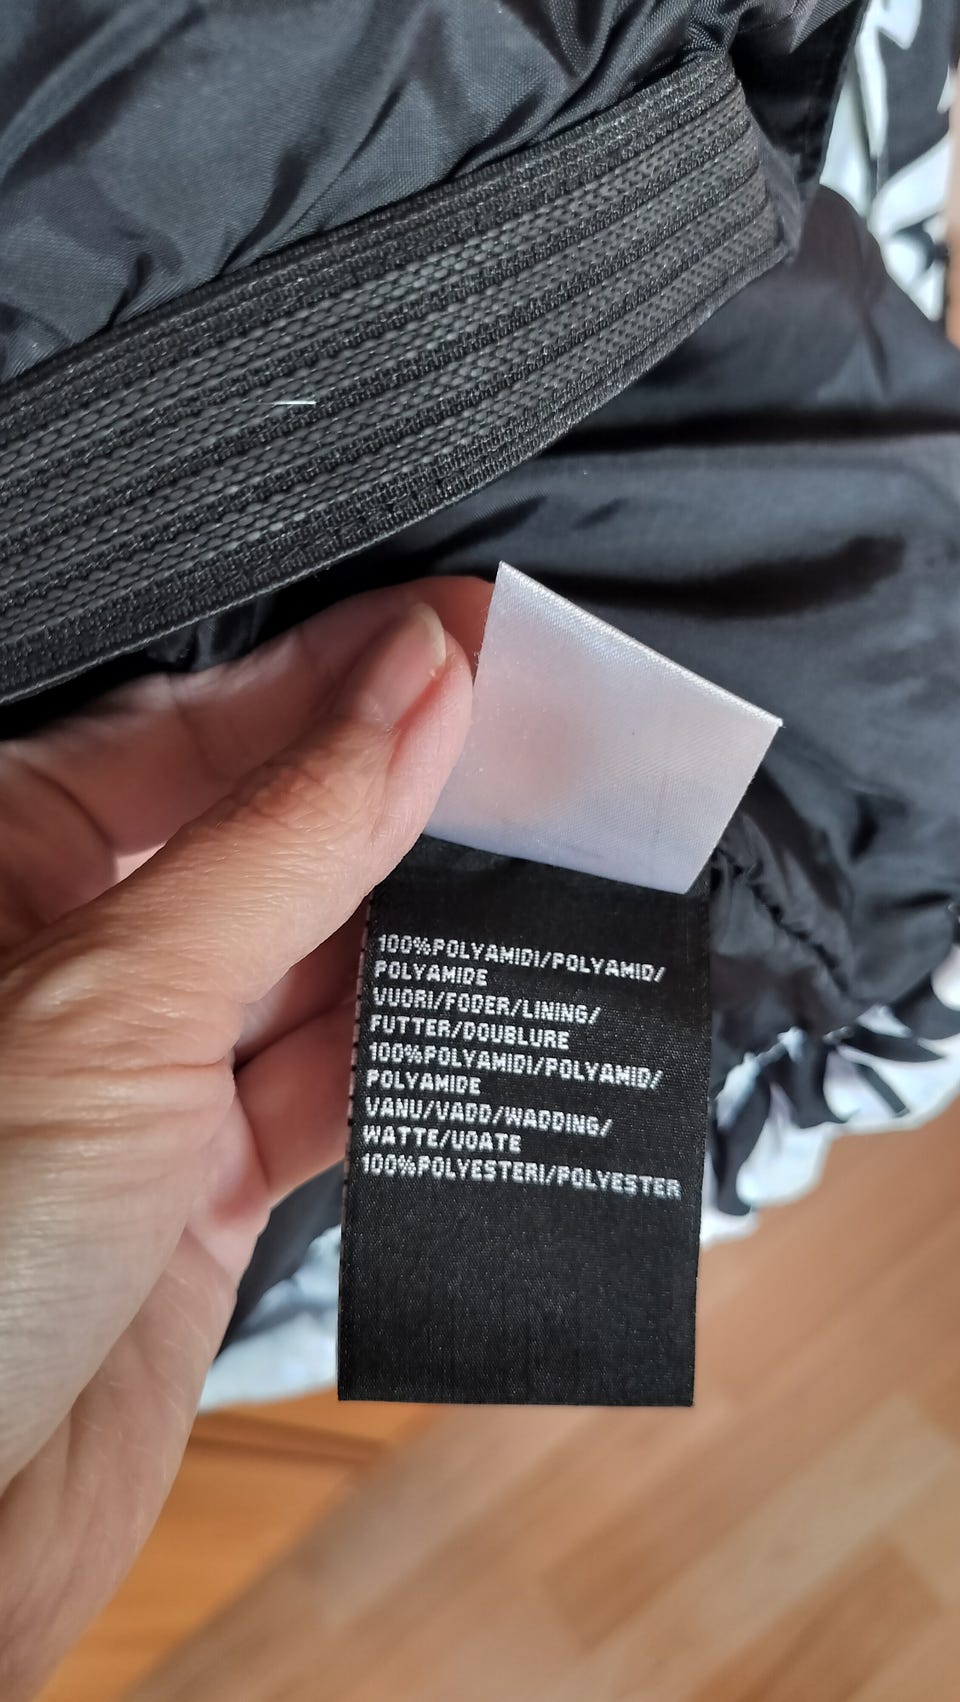 100%POLYAMIDI/POLYAMID/
POLYAMIDE
VUORI/FODER/LINING/
FUTTER/DOUBLURE
100%POLYAMIDI/POLYAMID/
POLYAMIDE
VANU/VADD/WADDING/
WATTE/UOATE
100%POLYESTERI/POLYESTER